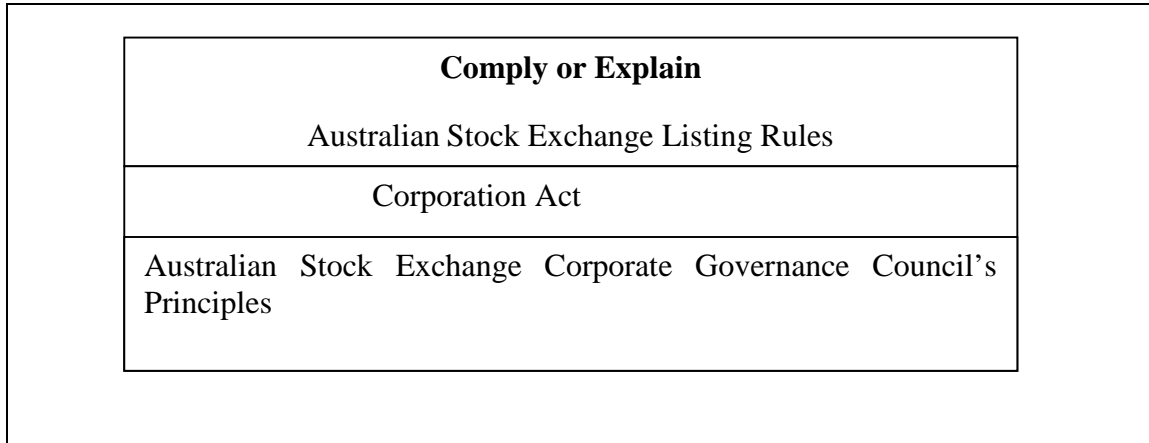 Comply or Explain
Australian Stock Exchange Listing Rules
Corporation Act
Australian Stock Exchange Corporate Governance Council’s
Principles